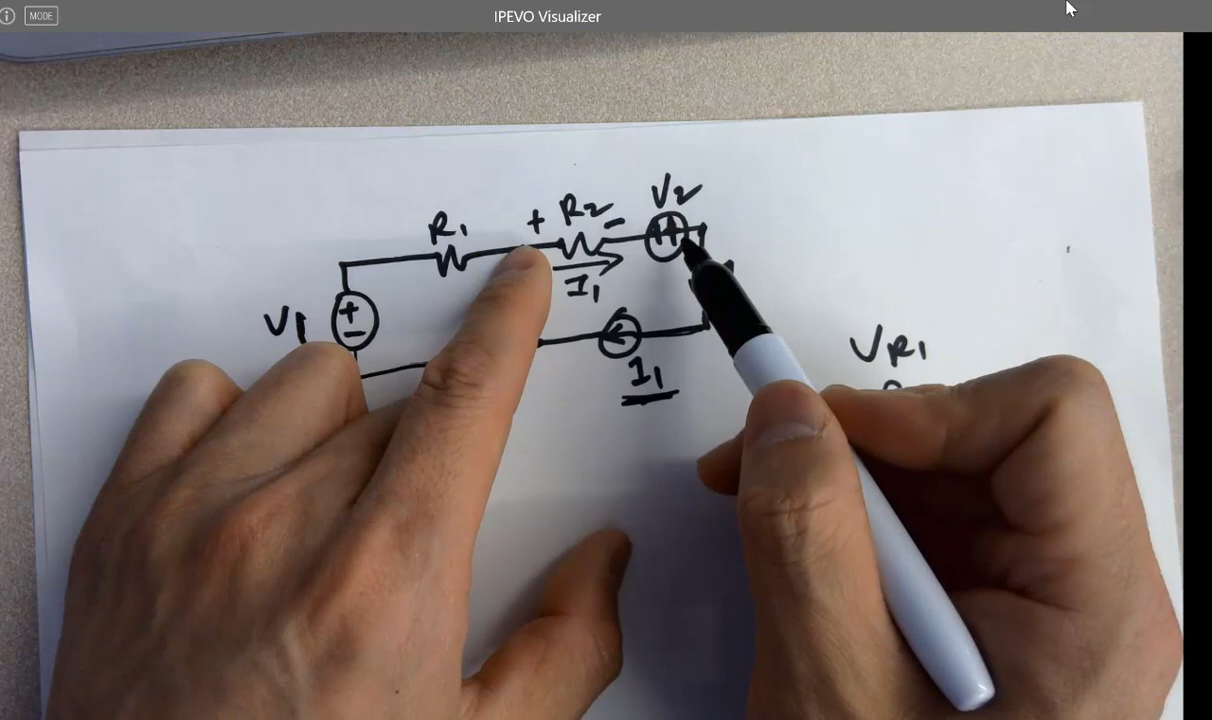 MODE
IPEVO Visualizer
V2
R1
+ R2 -
I1
V1
+
-
I1
VR1